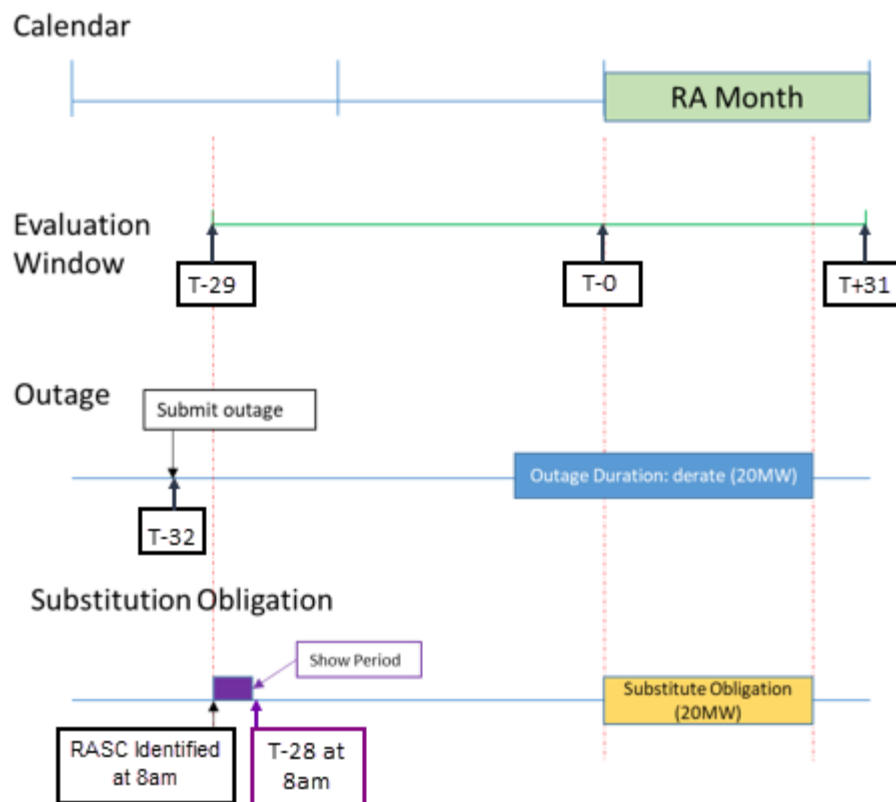 Calendar
RA Month
Evaluation
Window
T-29
T-0
T+31
Outage
Submit outage
Outage Duration: derate (20MW)
T-32
Substitution Obligation
Show Period
Substitute Obligation
(20MW)
RASC Identified
at 8am
T-28 at
8am